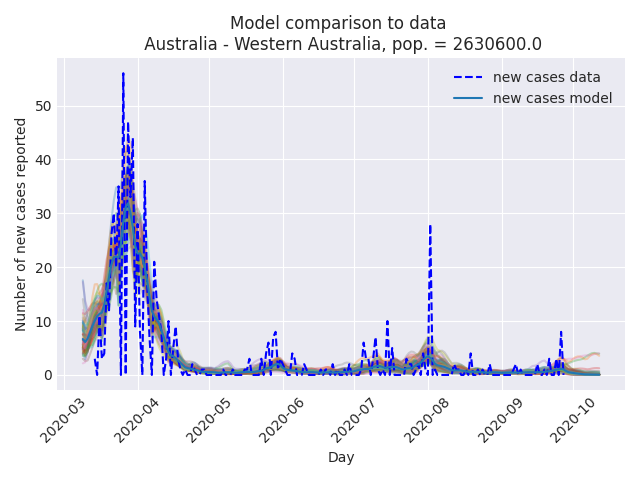 Model comparison to data
Australia - Western Australia, pop. = 2630600.0
new cases data
new cases model
Number of new cases reported
50
40
30
20
10
0
2020-03
2020-04
2020-05
2020-06
2020-07
2020-08
2020-09
2020-10
Day